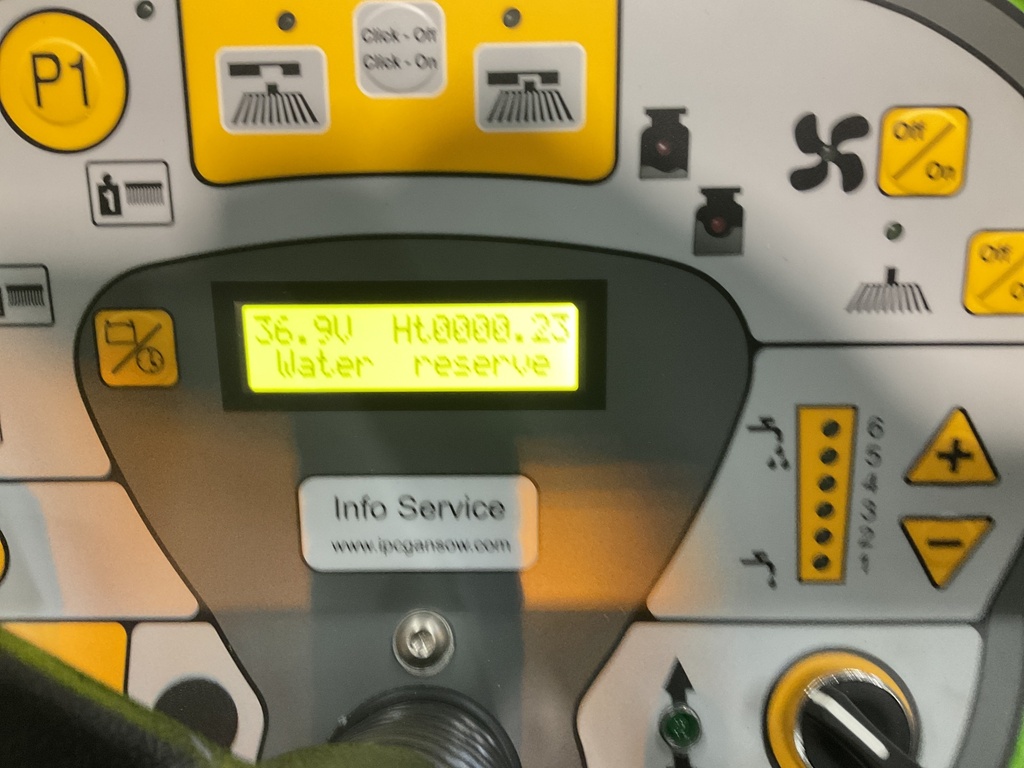 P1
Click - Off
Click - On
Off
On
Off
36.9V Ht0000.23
Water reserve
Info Service
www.ipcgansow.com
6
5
4
3
2
1
+
-